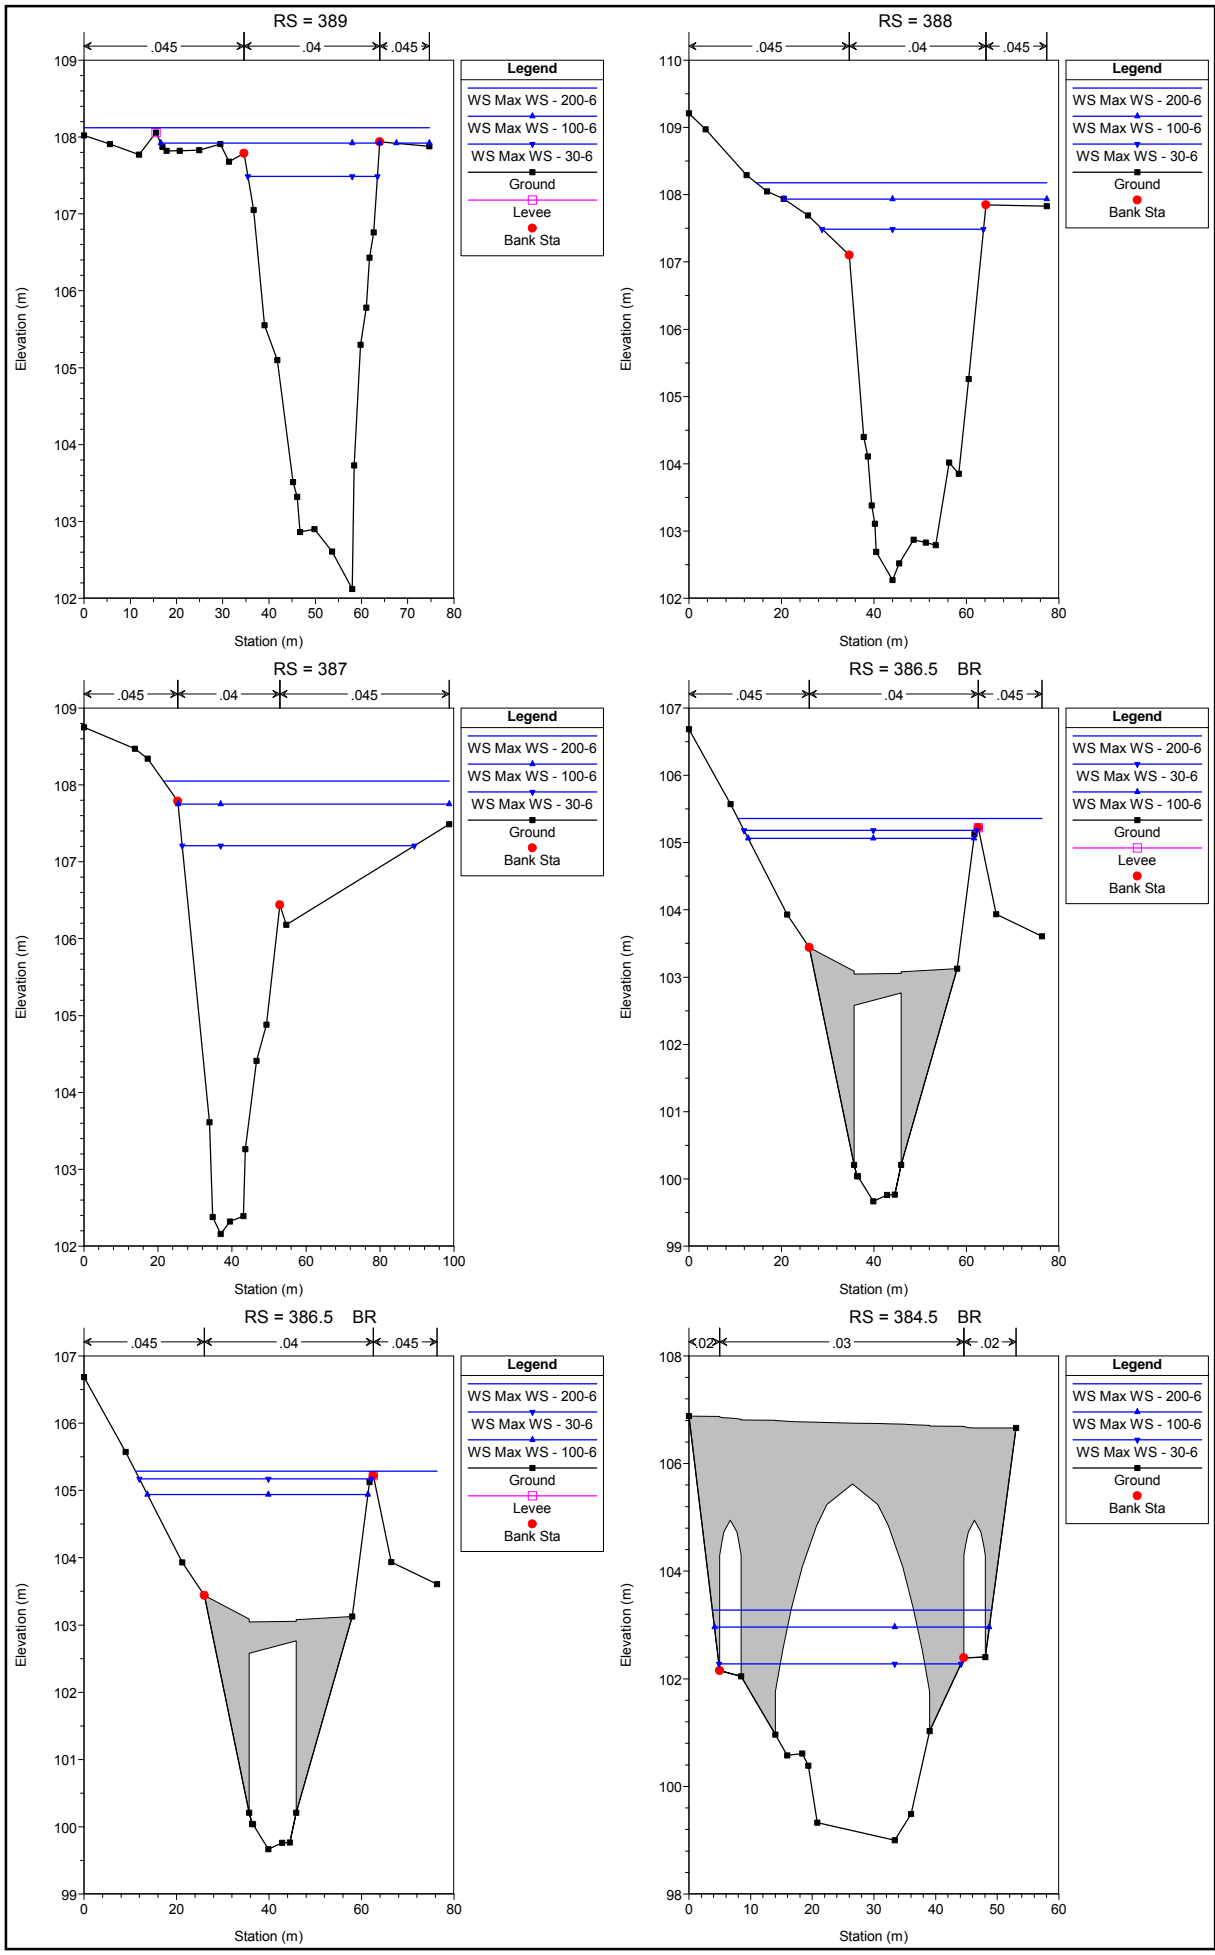 RS = 389
.045 .04 .045
109
108
107
106
105
104
103
102
0 10 20 30 40 50 60 70 80
Station (m)
Elevation (m)
Legend
WS Max WS - 200-6
WS Max WS - 100-6
WS Max WS - 30-6
Ground
Levee
Bank Sta
RS = 388
.045 .04 .045
110
109
108
107
106
105
104
103
102
0 20 40 60 80
Station (m)
Elevation (m)
Legend
WS Max WS - 200-6
WS Max WS - 100-6
WS Max WS - 30-6
Ground
Bank Sta
RS = 387
.045 .04 .045
109
108
107
106
105
104
103
102
0 20 40 60 80 100
Station (m)
Elevation (m)
Legend
WS Max WS - 200-6
WS Max WS - 100-6
WS Max WS - 30-6
Ground
Bank Sta
RS = 386.5 BR
.045 .04 .045
107
106
105
104
103
102
101
100
99
0 20 40 60 80
Station (m)
Elevation (m)
Legend
WS Max WS - 200-6
WS Max WS - 30-6
WS Max WS - 100-6
Ground
Levee
Bank Sta
RS = 386.5 BR
.045 .04 .045
107
106
105
104
103
102
101
100
99
0 20 40 60 80
Station (m)
Elevation (m)
Legend
WS Max WS - 200-6
WS Max WS - 30-6
WS Max WS - 100-6
Ground
Levee
Bank Sta
RS = 384.5 BR
.02 .03 .02
108
106
104
102
100
98
0 10 20 30 40 50 60
Station (m)
Elevation (m)
Legend
WS Max WS - 200-6
WS Max WS - 100-6
WS Max WS - 30-6
Ground
Bank Sta